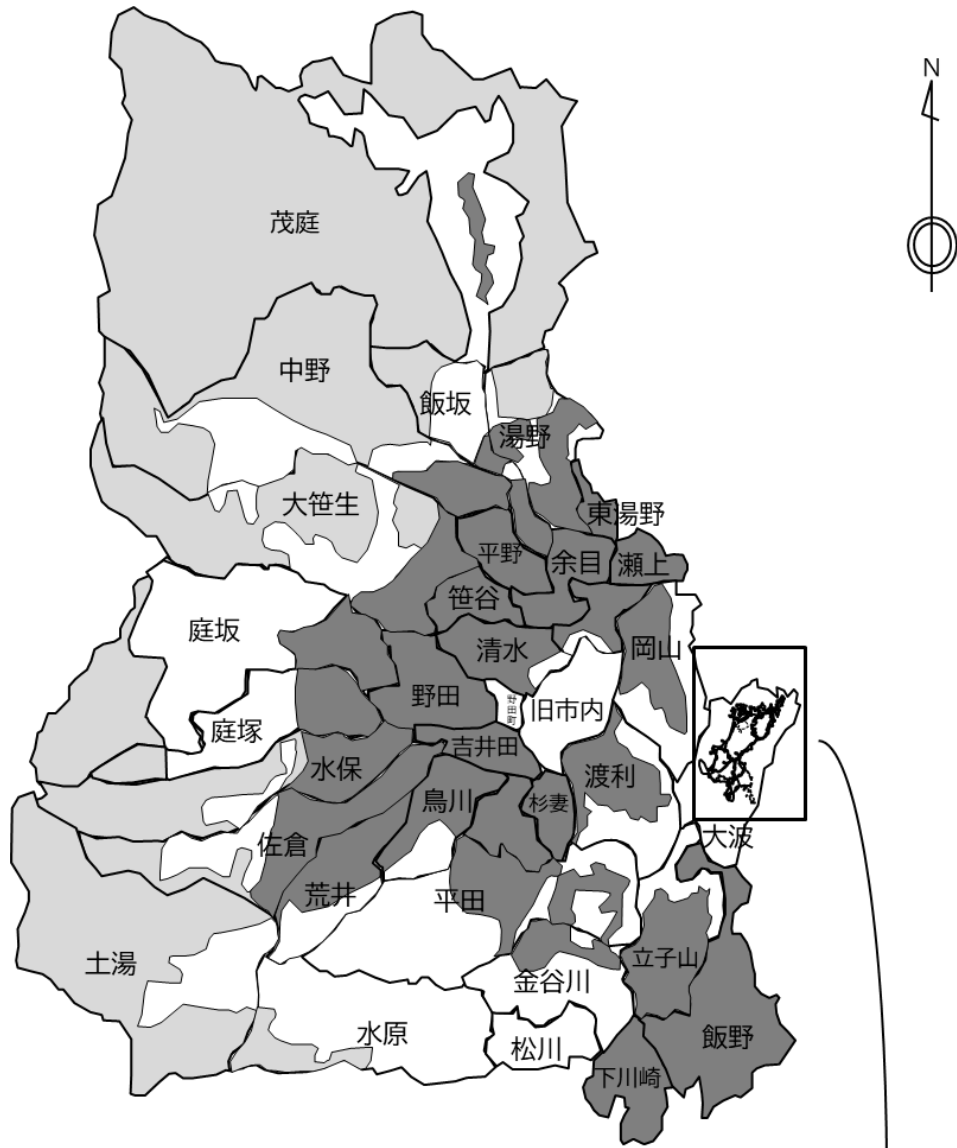 N
茂庭
中野
飯坂
湯野
大笹生
東湯野
平野
余目
瀬上
笹谷
庭坂
清水
岡山
野田
野田町
旧市内
庭塚
吉井田
水保
渡利
鳥川
杉妻
大波
佐倉
荒井
平田
土湯
立子山
金谷川
水原
松川
飯野
下川崎